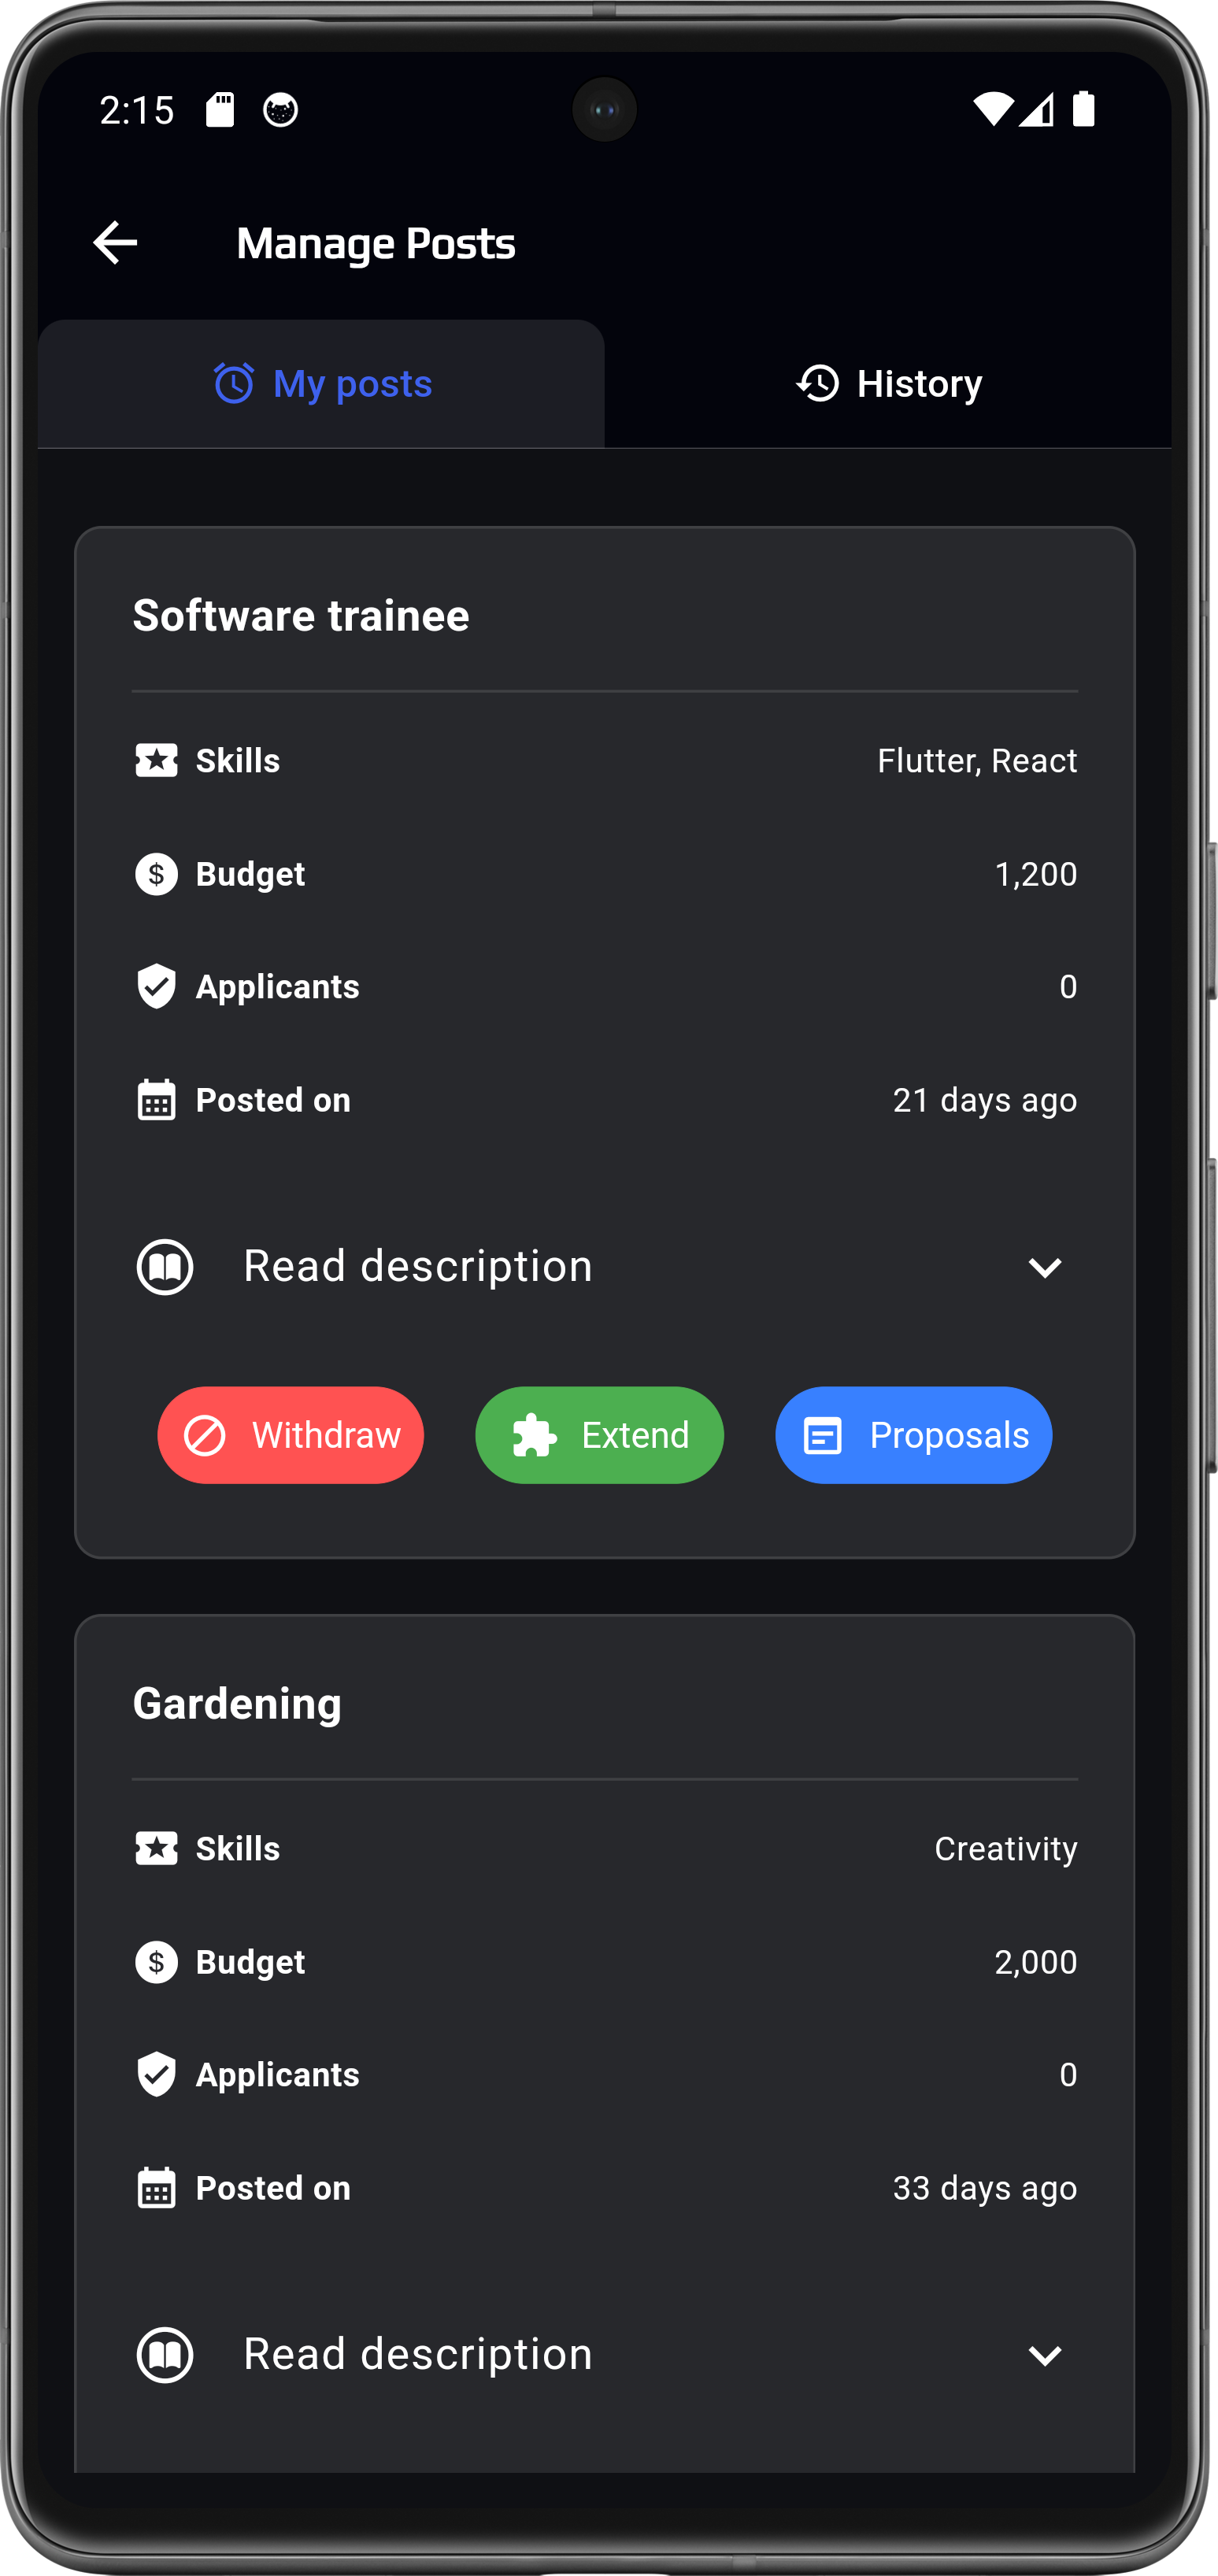 2:15
Manage Posts
My posts History
Software trainee
Skills Flutter, React
Budget 1,200
Applicants 0
Posted on 21 days ago
Read description
Withdraw Extend Proposals
Gardening
Skills Creativity
Budget 2,000
Applicants 0
Posted on 33 days ago
Read description